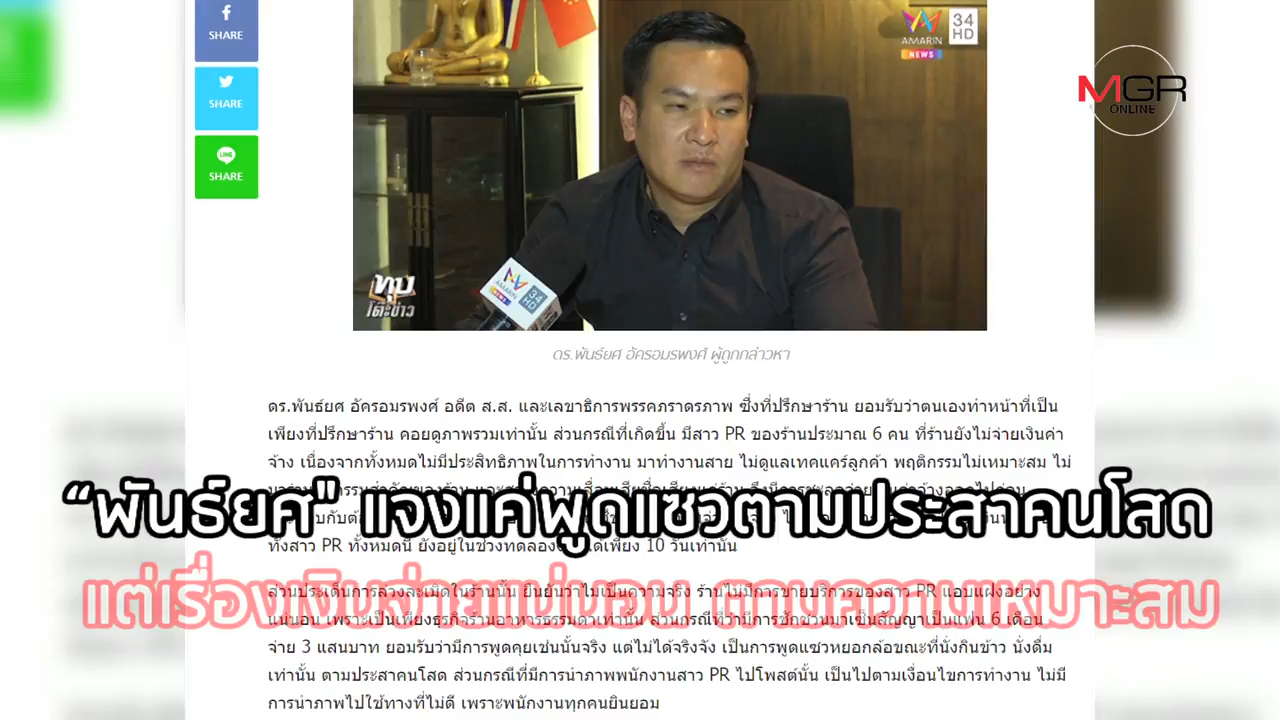 SHARE
SHARE
LINE
SHARE
AMARIN
NEWS
34
HD
MGR
ONLINE
AMARIN
NEWS
34
HD
ทุบ
โต๊ะข่าว
ดร.พันธ์ยศ อัครอมรพงศ์ ผู้ถูกกล่าวหา
ดร.พันธ์ยศ อัครอมรพงศ์ อดีต ส.ส. และเลขาธิการพรรคภราดรภาพ ซึ่งที่ปรึกษาร้าน ยอมรับว่าตนเองทำหน้าที่เป็น
เพียงที่ปรึกษาร้าน คอยดูภาพรวมเท่านั้น ส่วนกรณีที่เกิดขึ้น มีสาว PR ของร้านประมาณ 6 คน ที่ร้านยังไม่จ่ายเงินค่า
จ้าง เนื่องจากทั้งหมดไม่มีประสิทธิภาพในการทำงาน มาทำงานสาย ไม่ดูแลเทคแคร์ลูกค้า พฤติกรรมไม่เหมาะสม ไม่
“พันธ์ยศ" แจงแค่พูดแซวตามประสาคนโสด
ทั้งสาว PR ทั้งหมดนี้ ยังอยู่ในช่วงทดลอง ได้เพียง 10 วันเท่านั้น
แต่เรื่องเงินจ่ายแน่นอน ตามความเหมาะสม
ส่วนประเด็นการล่วงละเมิดในร้านนั้น ยืนยันว่าไม่เป็นความจริง ร้านไม่มีการขายบริการของสาว PR แอบแฝงอย่าง
แน่นอน เพราะเป็นเพียงธุรกิจร้านอาหารธรรมดาเท่านั้น ส่วนกรณีที่ว่ามีการชักชวนมาเซ็นสัญญาเป็นแฟน 6 เดือน
จ่าย 3 แสนบาท ยอมรับว่ามีการพูดคุยเช่นนั้นจริง แต่ไม่ได้จริงจัง เป็นการพูดแซวหยอกล้อขณะที่นั่งกินข้าว นั่งดื่ม
เท่านั้น ตามประสาคนโสด ส่วนกรณีที่มีการนำภาพพนักงานสาว PR ไปโพสต์นั้น เป็นไปตามเงื่อนไขการทำงาน ไม่มี
การนำภาพไปใช้ทางที่ไม่ดี เพราะพนักงานทุกคนยินยอม